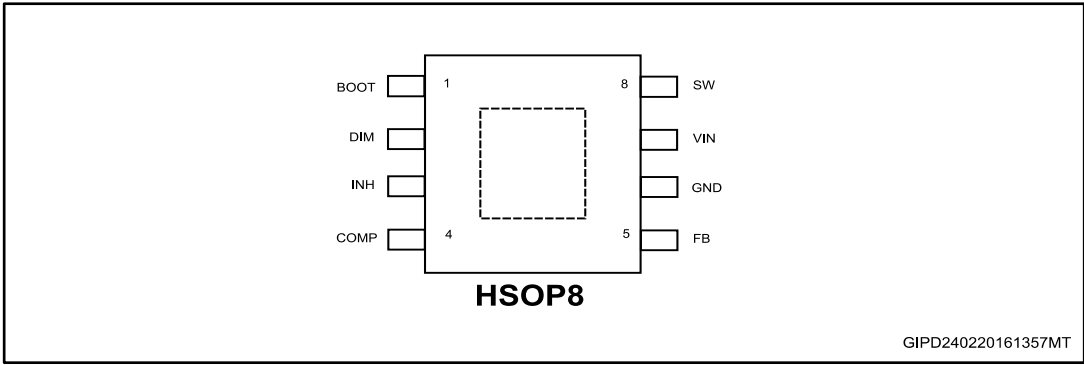 BOOT 1 8 SW
DIM VIN
INH GND
COMP 4 5 FB
HSOP8
GIPD240220161357MT